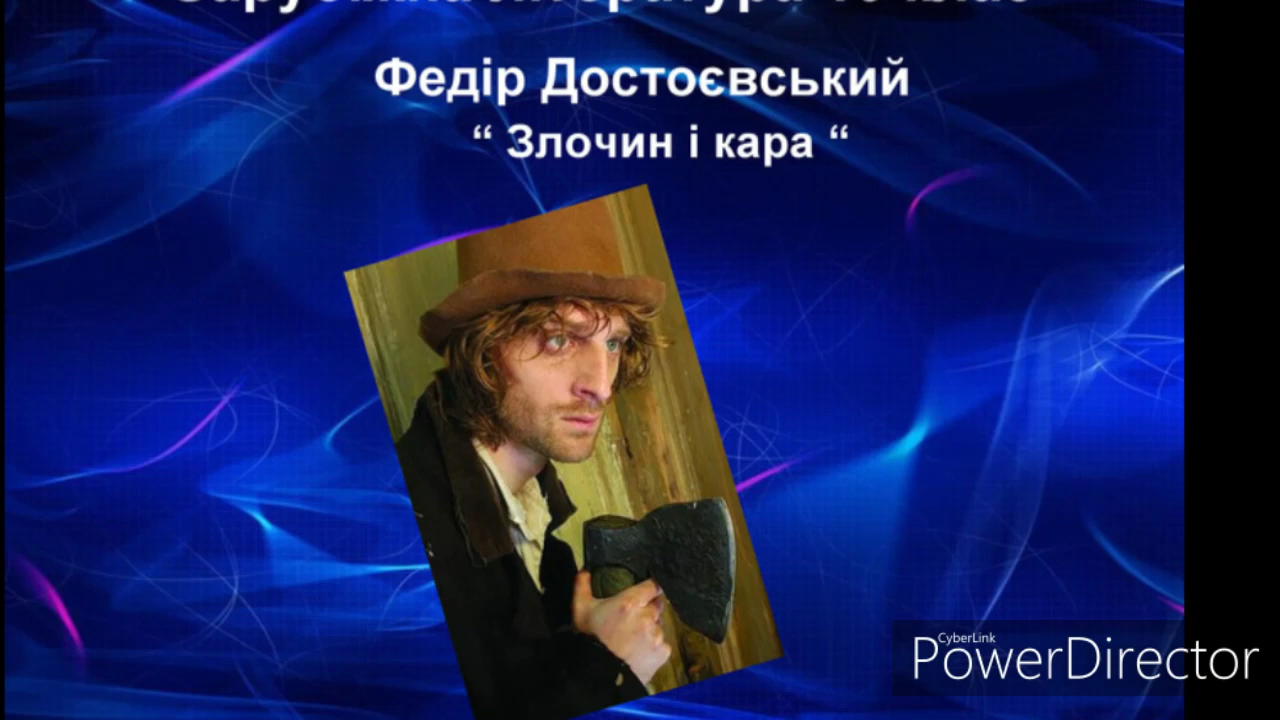 Федір Достоєвський
“ Злочин і кара “
CyberLink
PowerDirector